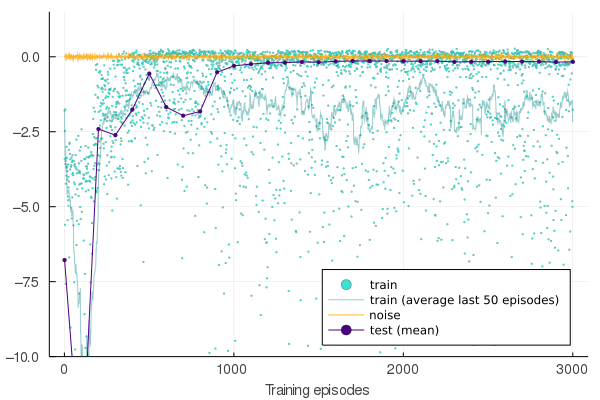 0.0
−2.5
−5.0
−7.5
−10.0
train
train (average last 50 episodes)
noise
test (mean)
0 1000 2000 3000
Training episodes